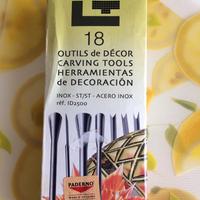 18
OUTILS de DÉCOR
CARVING TOOLS
HERRAMIENTAS
de DECORACIÓN
INOX - ST/ST - ACERO INOX
réf. ID2500
PADERNO